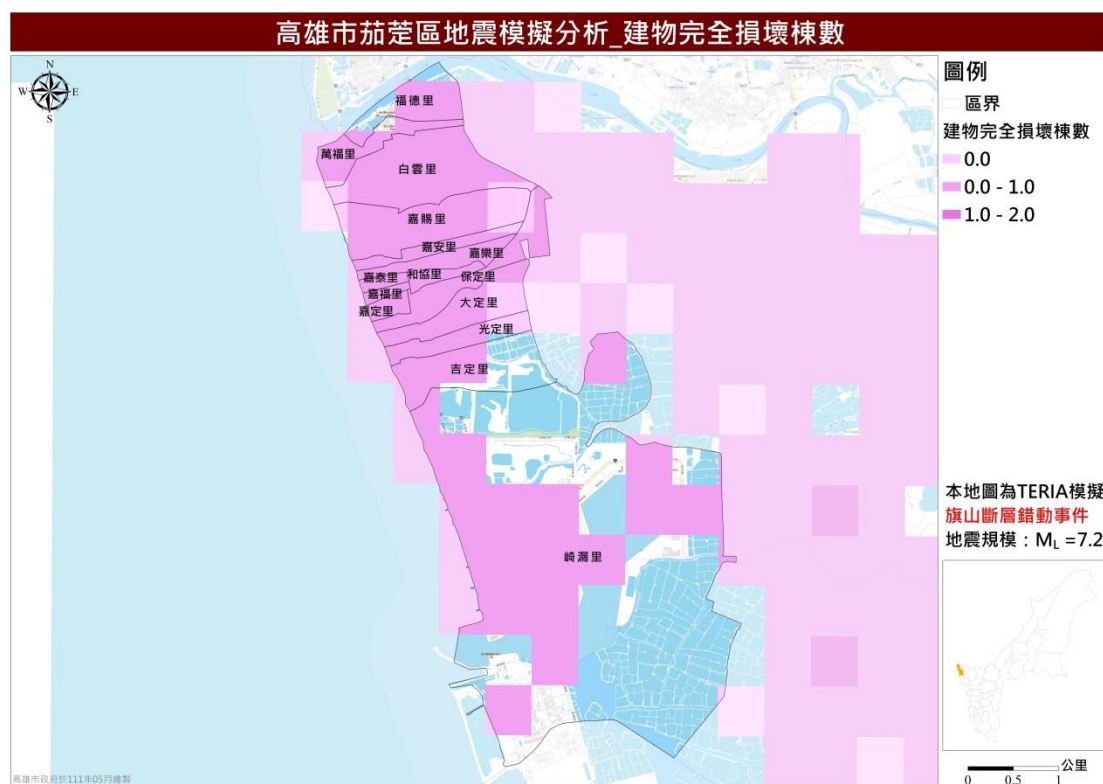 高雄市茄萣區地震模擬分析_建物完全損壞棟數
N
W
E
S
福德里
萬福里
白雲里
嘉賜里
嘉安里
嘉樂里
嘉泰里
和協里
保定里
嘉福里
大定里
嘉定里
光定里
吉定里
崎漏里
圖例
區界
建物完全損壞棟數
0.0
0.0 - 1.0
1.0 - 2.0
本地圖為TERIA模擬
旗山斷層錯動事件
地震規模：ML =7.2
公里
0 0.5 1
高雄市政府於111年05月繪製